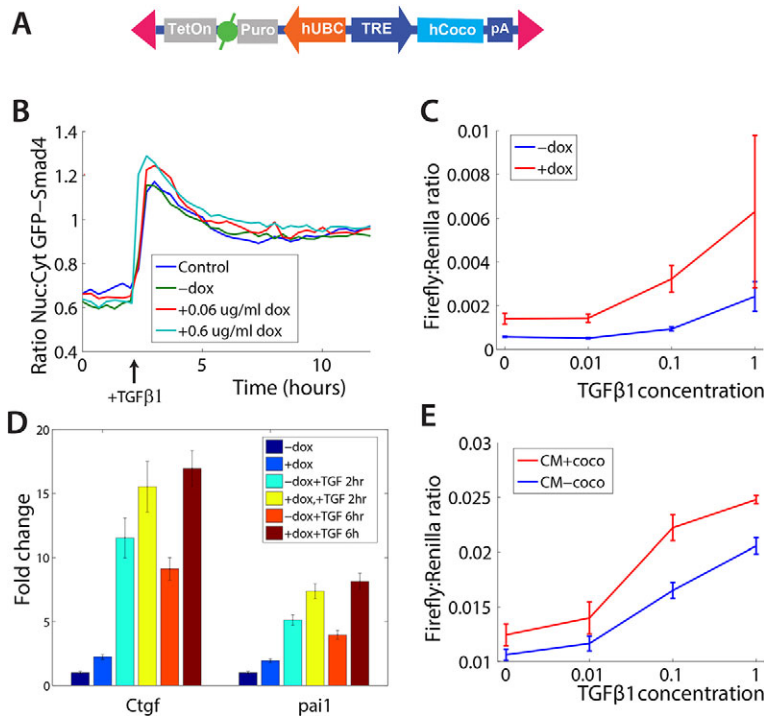 A
TetOn Puro hUBC TRE hCoco pA
B
Ratio Nuc:Cyt GFP−Smad4
1.4
1.2
1
0.8
0.6
0.4
Control
−dox
+0.06 ug/ml dox
+0.6 ug/ml dox
0 5 10
Time (hours)
+TGFβ1
C
Firefly:Renilla ratio
0.01
0.008
0.006
0.004
0.002
0
−dox
+dox
0 0.01 0.1 1
TGFβ1 concentration
D
Fold change
20
15
10
5
0
−dox
+dox
−dox+TGF 2hr
+dox,+TGF 2hr
−dox+TGF 6hr
+dox+TGF 6h
Ctgf pai1
E
Firefly:Renilla ratio
0.03
0.025
0.02
0.015
0.01
CM+coco
CM−coco
0 0.01 0.1 1
TGFβ1 concentration